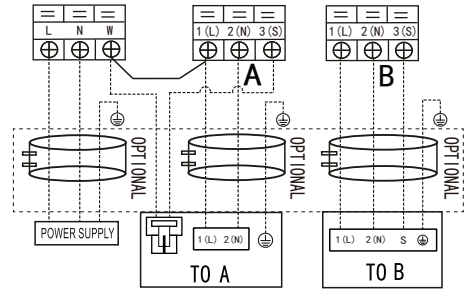 L N W 1 (L) 2 (N) 3 (S) 1 (L) 2 (N) 3 (S)
A B
OPTIONAL OPTIONAL OPTIONAL
POWER SUPPLY 1 (L) 2 (N) 1 (L) 2 (N) S
TO A TO B